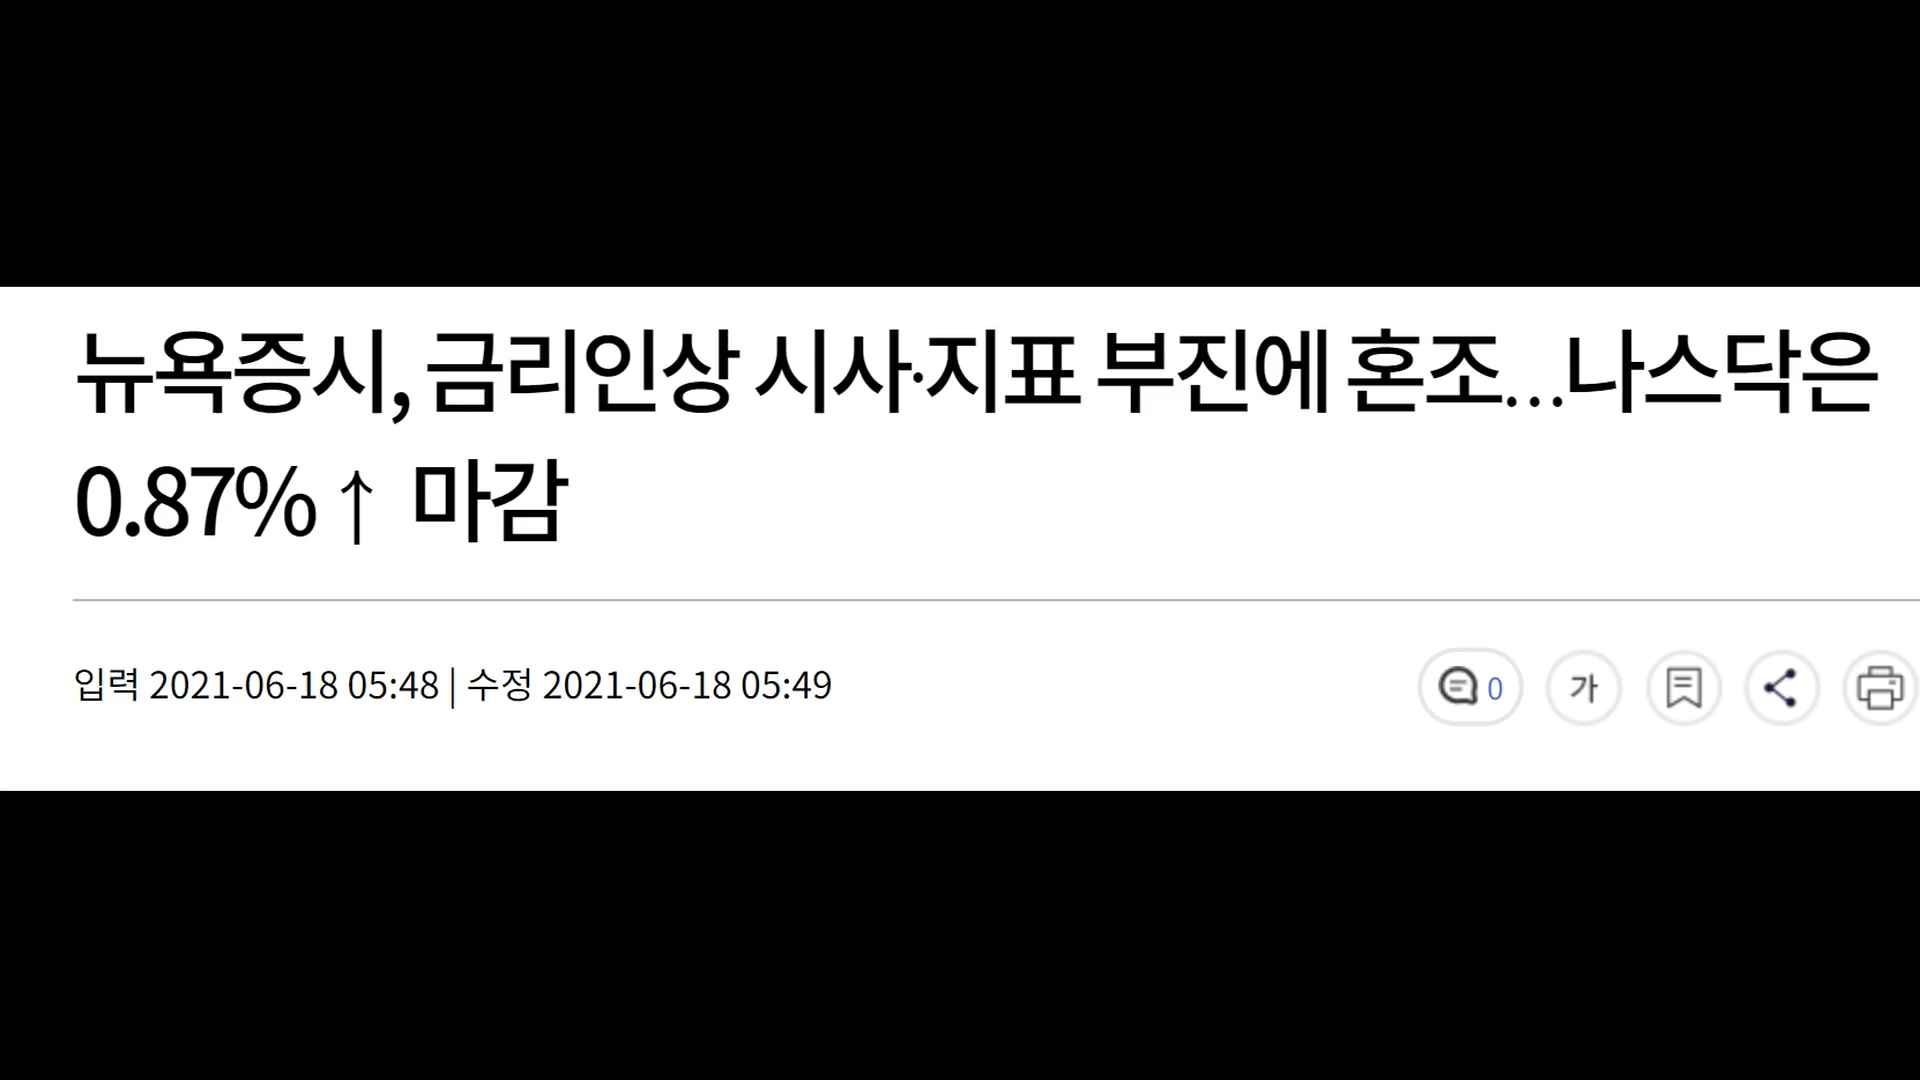 뉴욕증시, 금리인상 시사·지표 부진에 혼조…나스닥은
0.87%↑ 마감
입력 2021-06-18 05:48 | 수정 2021-06-18 05:49
0 가